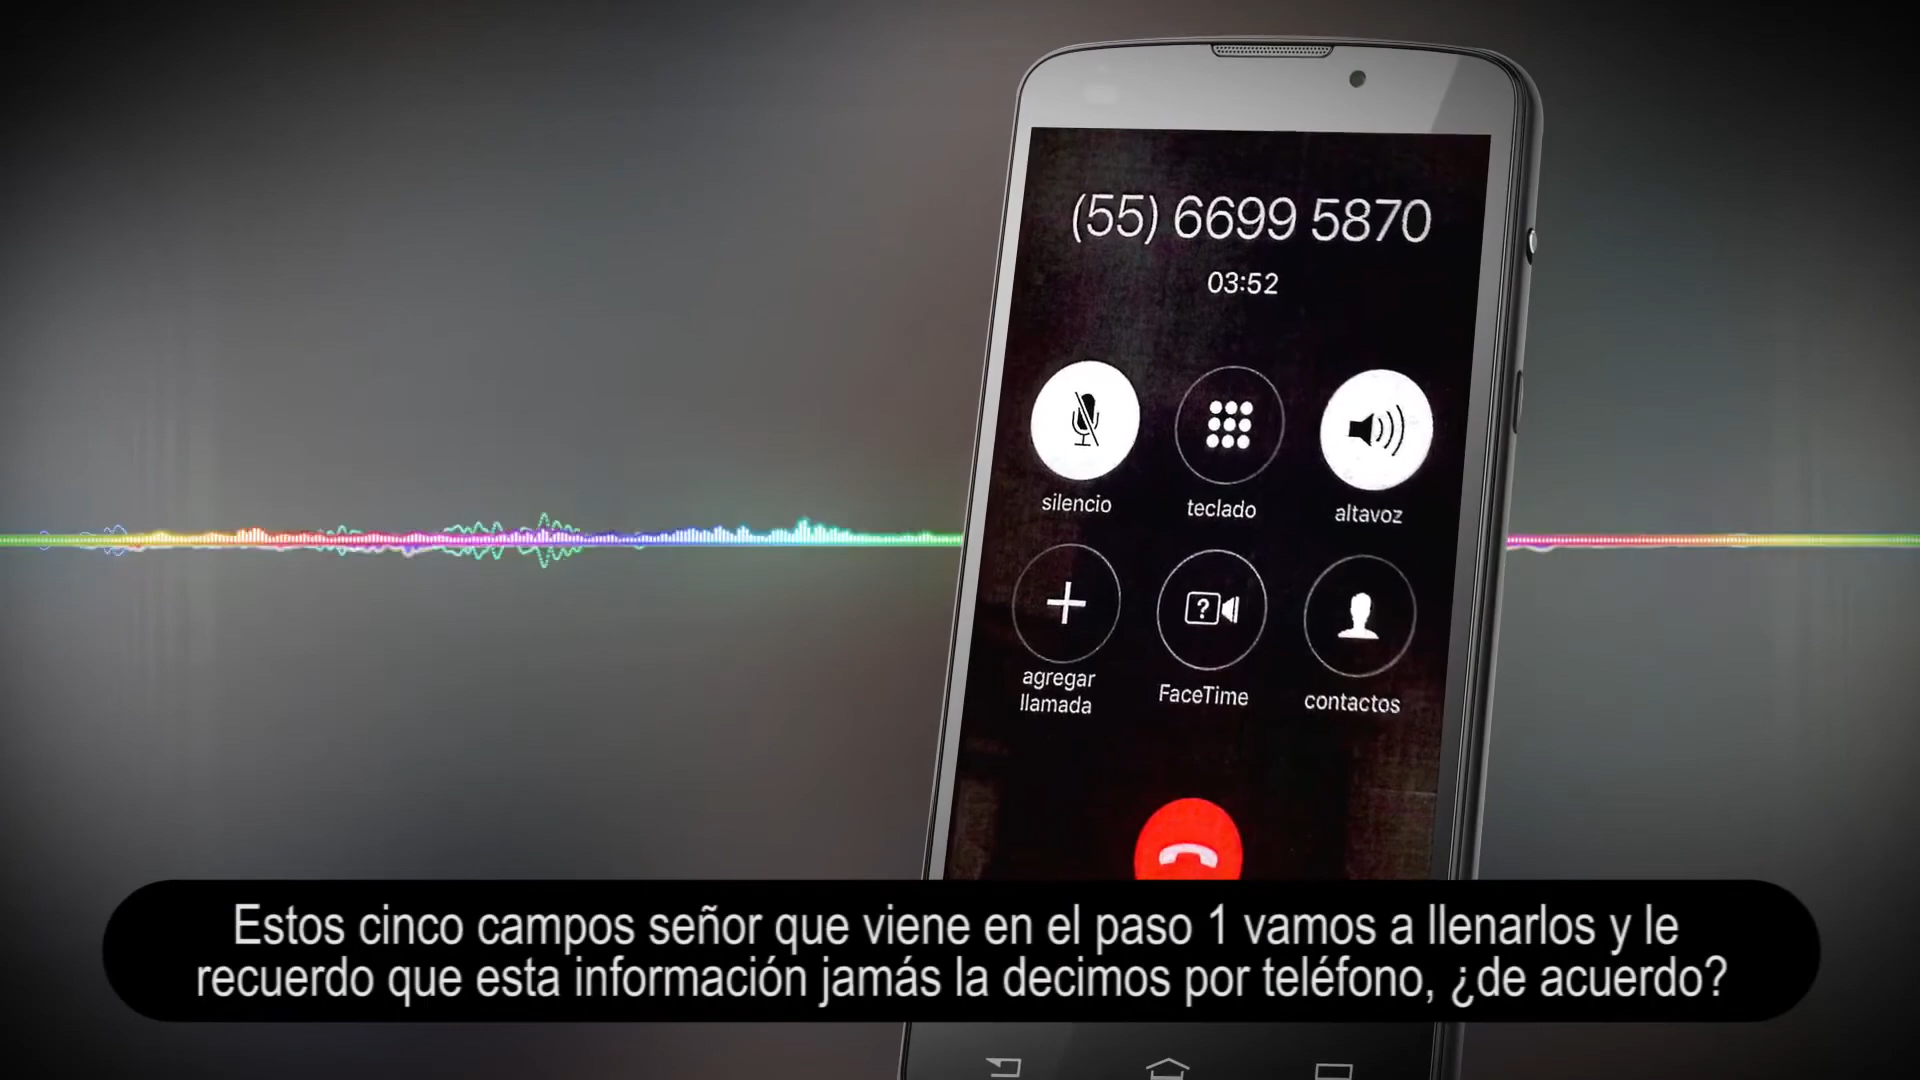 (55) 6699 5870
03:52
silencio
teclado
altavoz
agregar
llamada
FaceTime
contactos
Estos cinco campos señor que viene en el paso 1 vamos a llenarlos y le
recuerdo que esta información jamás la decimos por teléfono, ¿de acuerdo?